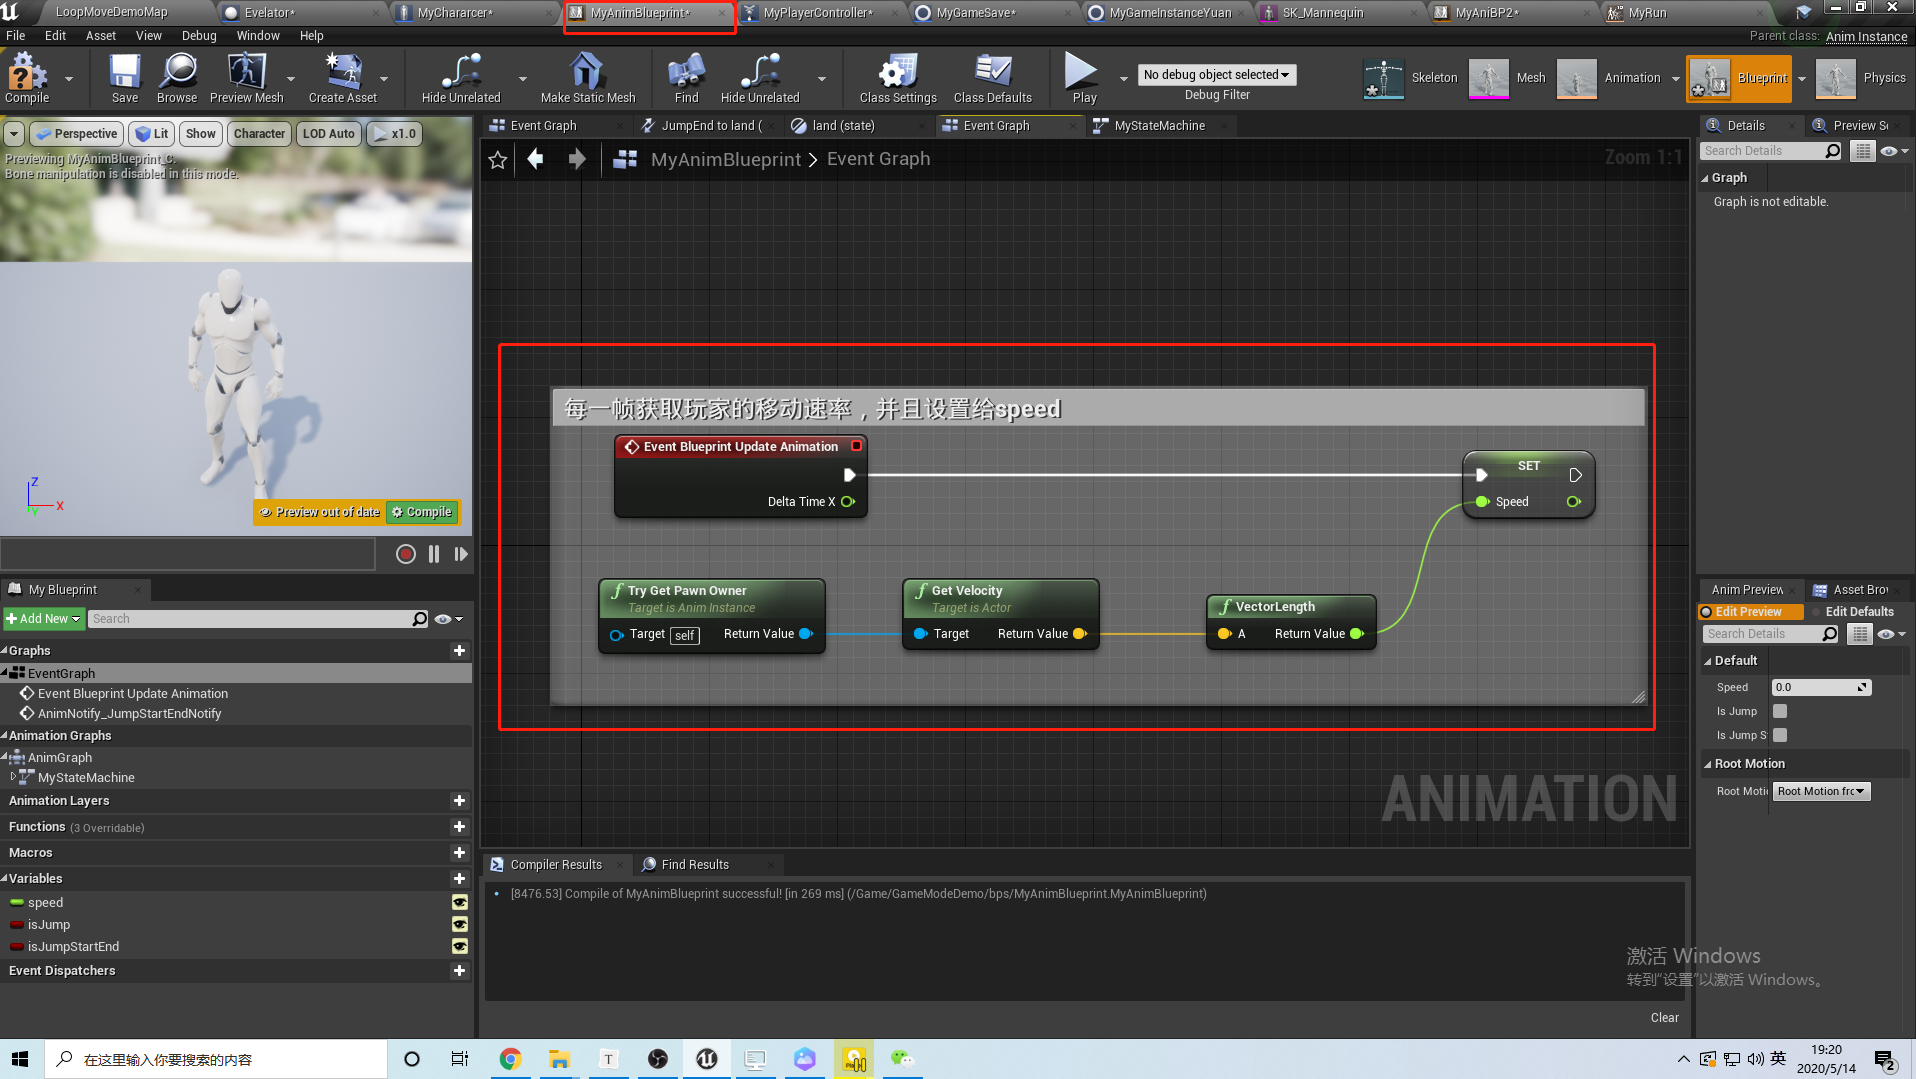 LoopMoveDemoMap
Evelator*
MyChararcer*
MyAnimBlueprint*
MyPlayerController*
MyGameSave*
MyGameInstanceYuan
SK_Mannequin
MyAniBP2*
MyRun
File Edit Asset View Debug Window Help
Parent class: Anim Instance
Compile
Save
Browse
Preview Mesh
Create Asset
Hide Unrelated
Make Static Mesh
Find
Hide Unrelated
Class Settings
Class Defaults
Play
No debug object selected
Debug Filter
Skeleton
Mesh
Animation
Blueprint
Physics
Perspective
Lit
Show
Character
LOD Auto
x1.0
Previewing MyAnimBlueprint_C.
Bone manipulation is disabled in this mode.
Z
X
Y
Preview out of date
Compile
Event Graph
JumpEnd to land (
land (state)
Event Graph
MyStateMachine
MyAnimBlueprint > Event Graph
Zoom 1:1
每一帧获取玩家的移动速率，并且设置给speed
Event Blueprint Update Animation
Delta Time X
SET
Speed
Try Get Pawn Owner
Target is Anim Instance
Target self Return Value
Get Velocity
Target is Actor
Target Return Value
VectorLength
A Return Value
ANIMATION
My Blueprint
Add New
Search
Graphs
EventGraph
Event Blueprint Update Animation
AnimNotify_JumpStartEndNotify
Animation Graphs
AnimGraph
MyStateMachine
Animation Layers
Functions (3 Overridable)
Macros
Variables
speed
isJump
isJumpStartEnd
Event Dispatchers
Compiler Results
Find Results
[8476.53] Compile of MyAnimBlueprint successful! [in 269 ms] (/Game/GameModeDemo/bps/MyAnimBlueprint.MyAnimBlueprint)
Clear
Details
Preview Sc
Search Details
Graph
Graph is not editable.
Anim Preview
Asset Brov
Edit Preview
Edit Defaults
Search Details
Default
Speed 0.0
Is Jump
Is Jump S
Root Motion
Root Moti Root Motion frc
激活 Windows
转到"设置"以激活 Windows。
在这里输入你要搜索的内容
T
英
19:20
2020/5/14
2